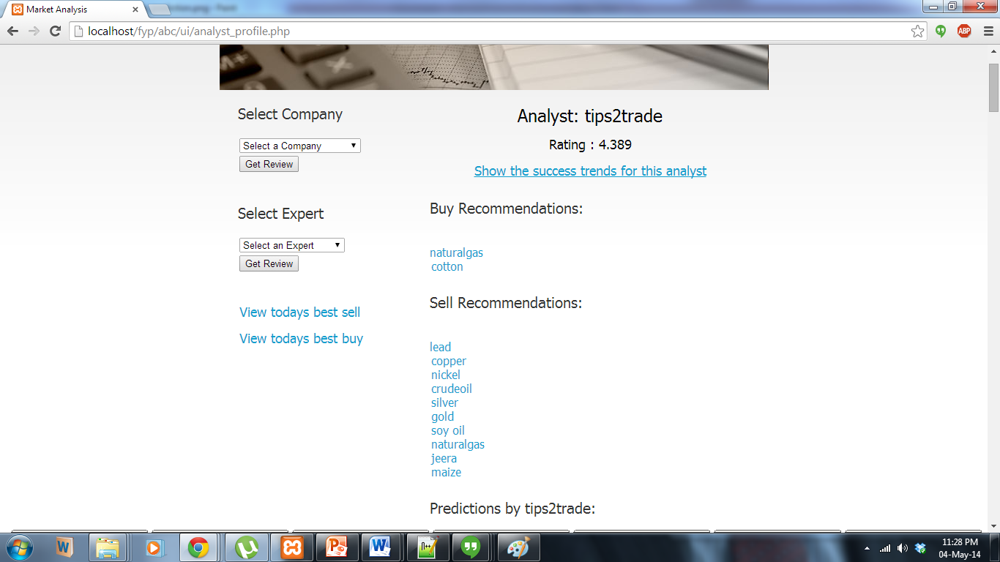 Market Analysis
localhost/fyp/abc/ui/analyst_profile.php
ABP
Select Company
Select a Company
Get Review
Select Expert
Select an Expert
Get Review
View todays best sell
View todays best buy
Analyst: tips2trade
Rating : 4.389
Show the success trends for this analyst
Buy Recommendations:
naturalgas
cotton
Sell Recommendations:
lead
copper
nickel
crudeoil
silver
gold
soy oil
naturalgas
jeera
maize
Predictions by tips2trade:
11:28 PM
04-May-14